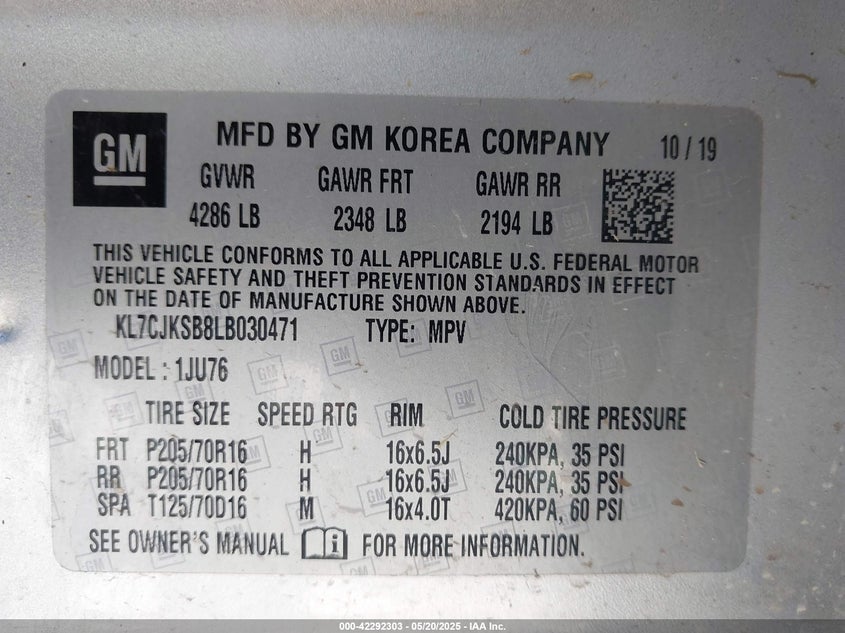 GM
MFD BY GM KOREA COMPANY 10 / 19
GVWR GAWR FRT GAWR RR
4286 LB 2348 LB 2194 LB
THIS VEHICLE CONFORMS TO ALL APPLICABLE U.S. FEDERAL MOTOR
VEHICLE SAFETY AND THEFT PREVENTION STANDARDS IN EFFECT
ON THE DATE OF MANUFACTURE SHOWN ABOVE.
KL7CJKSB8LB030471 TYPE: MPV
MODEL : 1JU76
TIRE SIZE SPEED RTG RIM COLD TIRE PRESSURE
FRT P205/70R16 H 16x6.5J 240KPA, 35 PSI
RR P205/70R16 H 16x6.5J 240KPA, 35 PSI
SPA T125/70D16 M 16x4.0T 420KPA, 60 PSI
SEE OWNER'S MANUAL i FOR MORE INFORMATION.
000-42292303 — 05/20/2025 — IAA Inc.